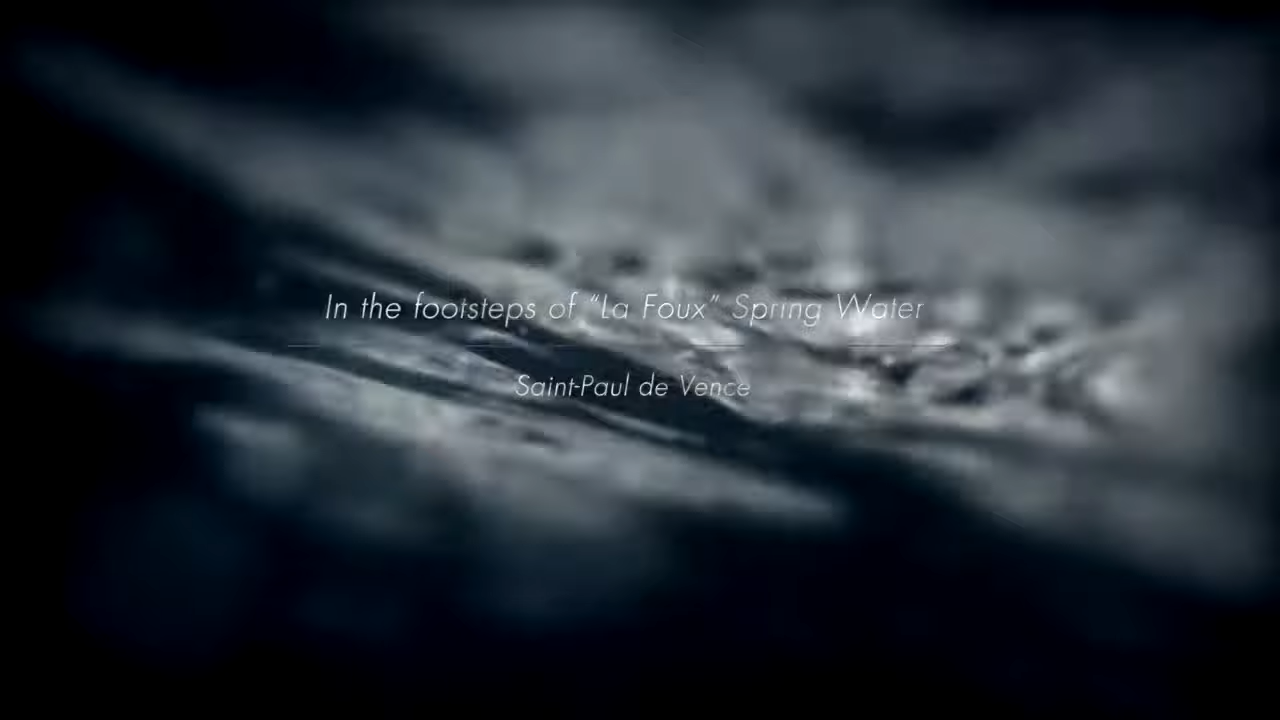 In the footsteps of “La Foux” Spring Water
Saint-Paul de Vence